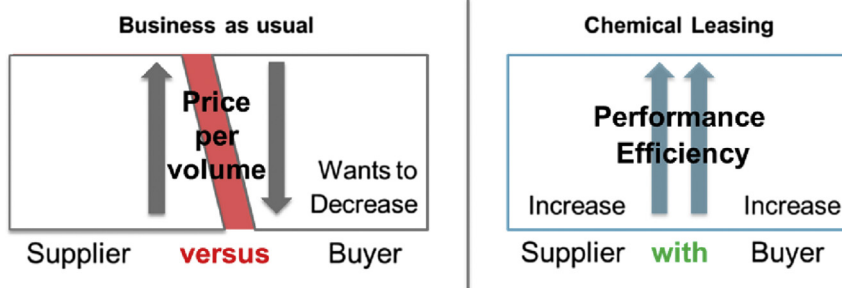 Business as usual
Price
per
volume
Wants to
Decrease
Supplier versus Buyer
Chemical Leasing
Performance
Efficiency
Increase Increase
Supplier with Buyer